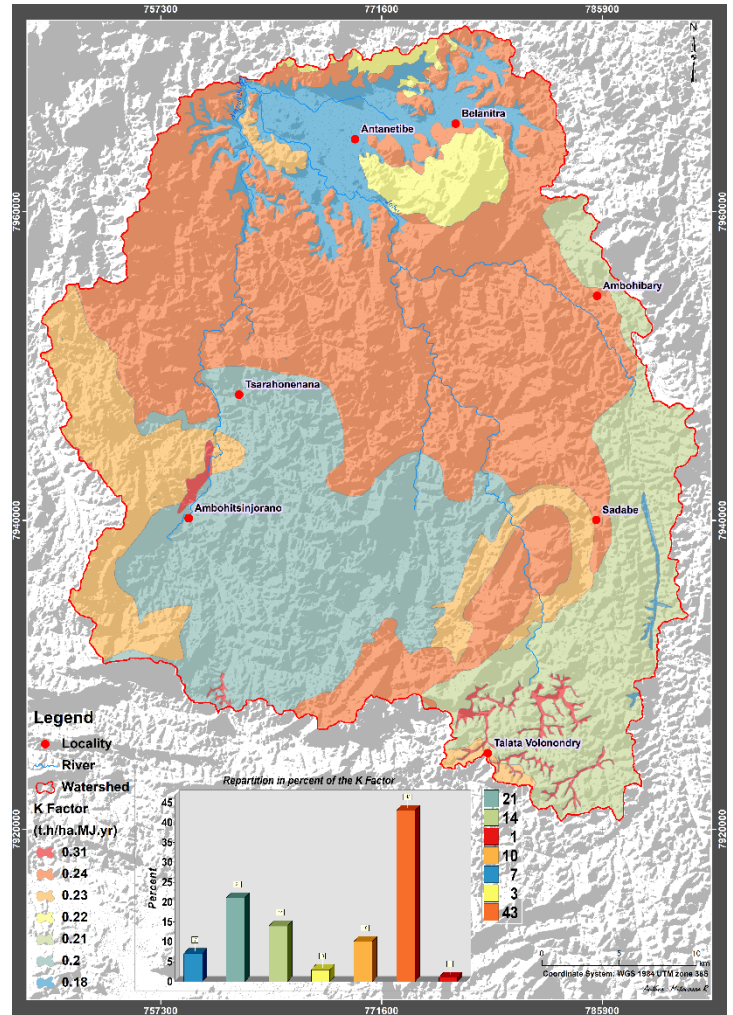 757300 771600 785900
N
Belanitra
Antanetibe
7960000 7960000
Ambohibary
Tsarahonenana
Ambohitsinjorano
Sadabe
7940000 7940000
Talata Volonondry
Legend
Locality
River
Watershed
K Factor
(t.h/ha.MJ.yr)
0.31
0.24
0.23
0.22
0.21
0.2
0.18
Repartition in percent of the K Factor
Percent
45
40
35
30
25
20
15
10
5
0
21
14
1
10
7
3
43
7920000 7920000
0 5 10
km
Coordinate System: WGS 1984 UTM zone 38S
757300 771600 785900